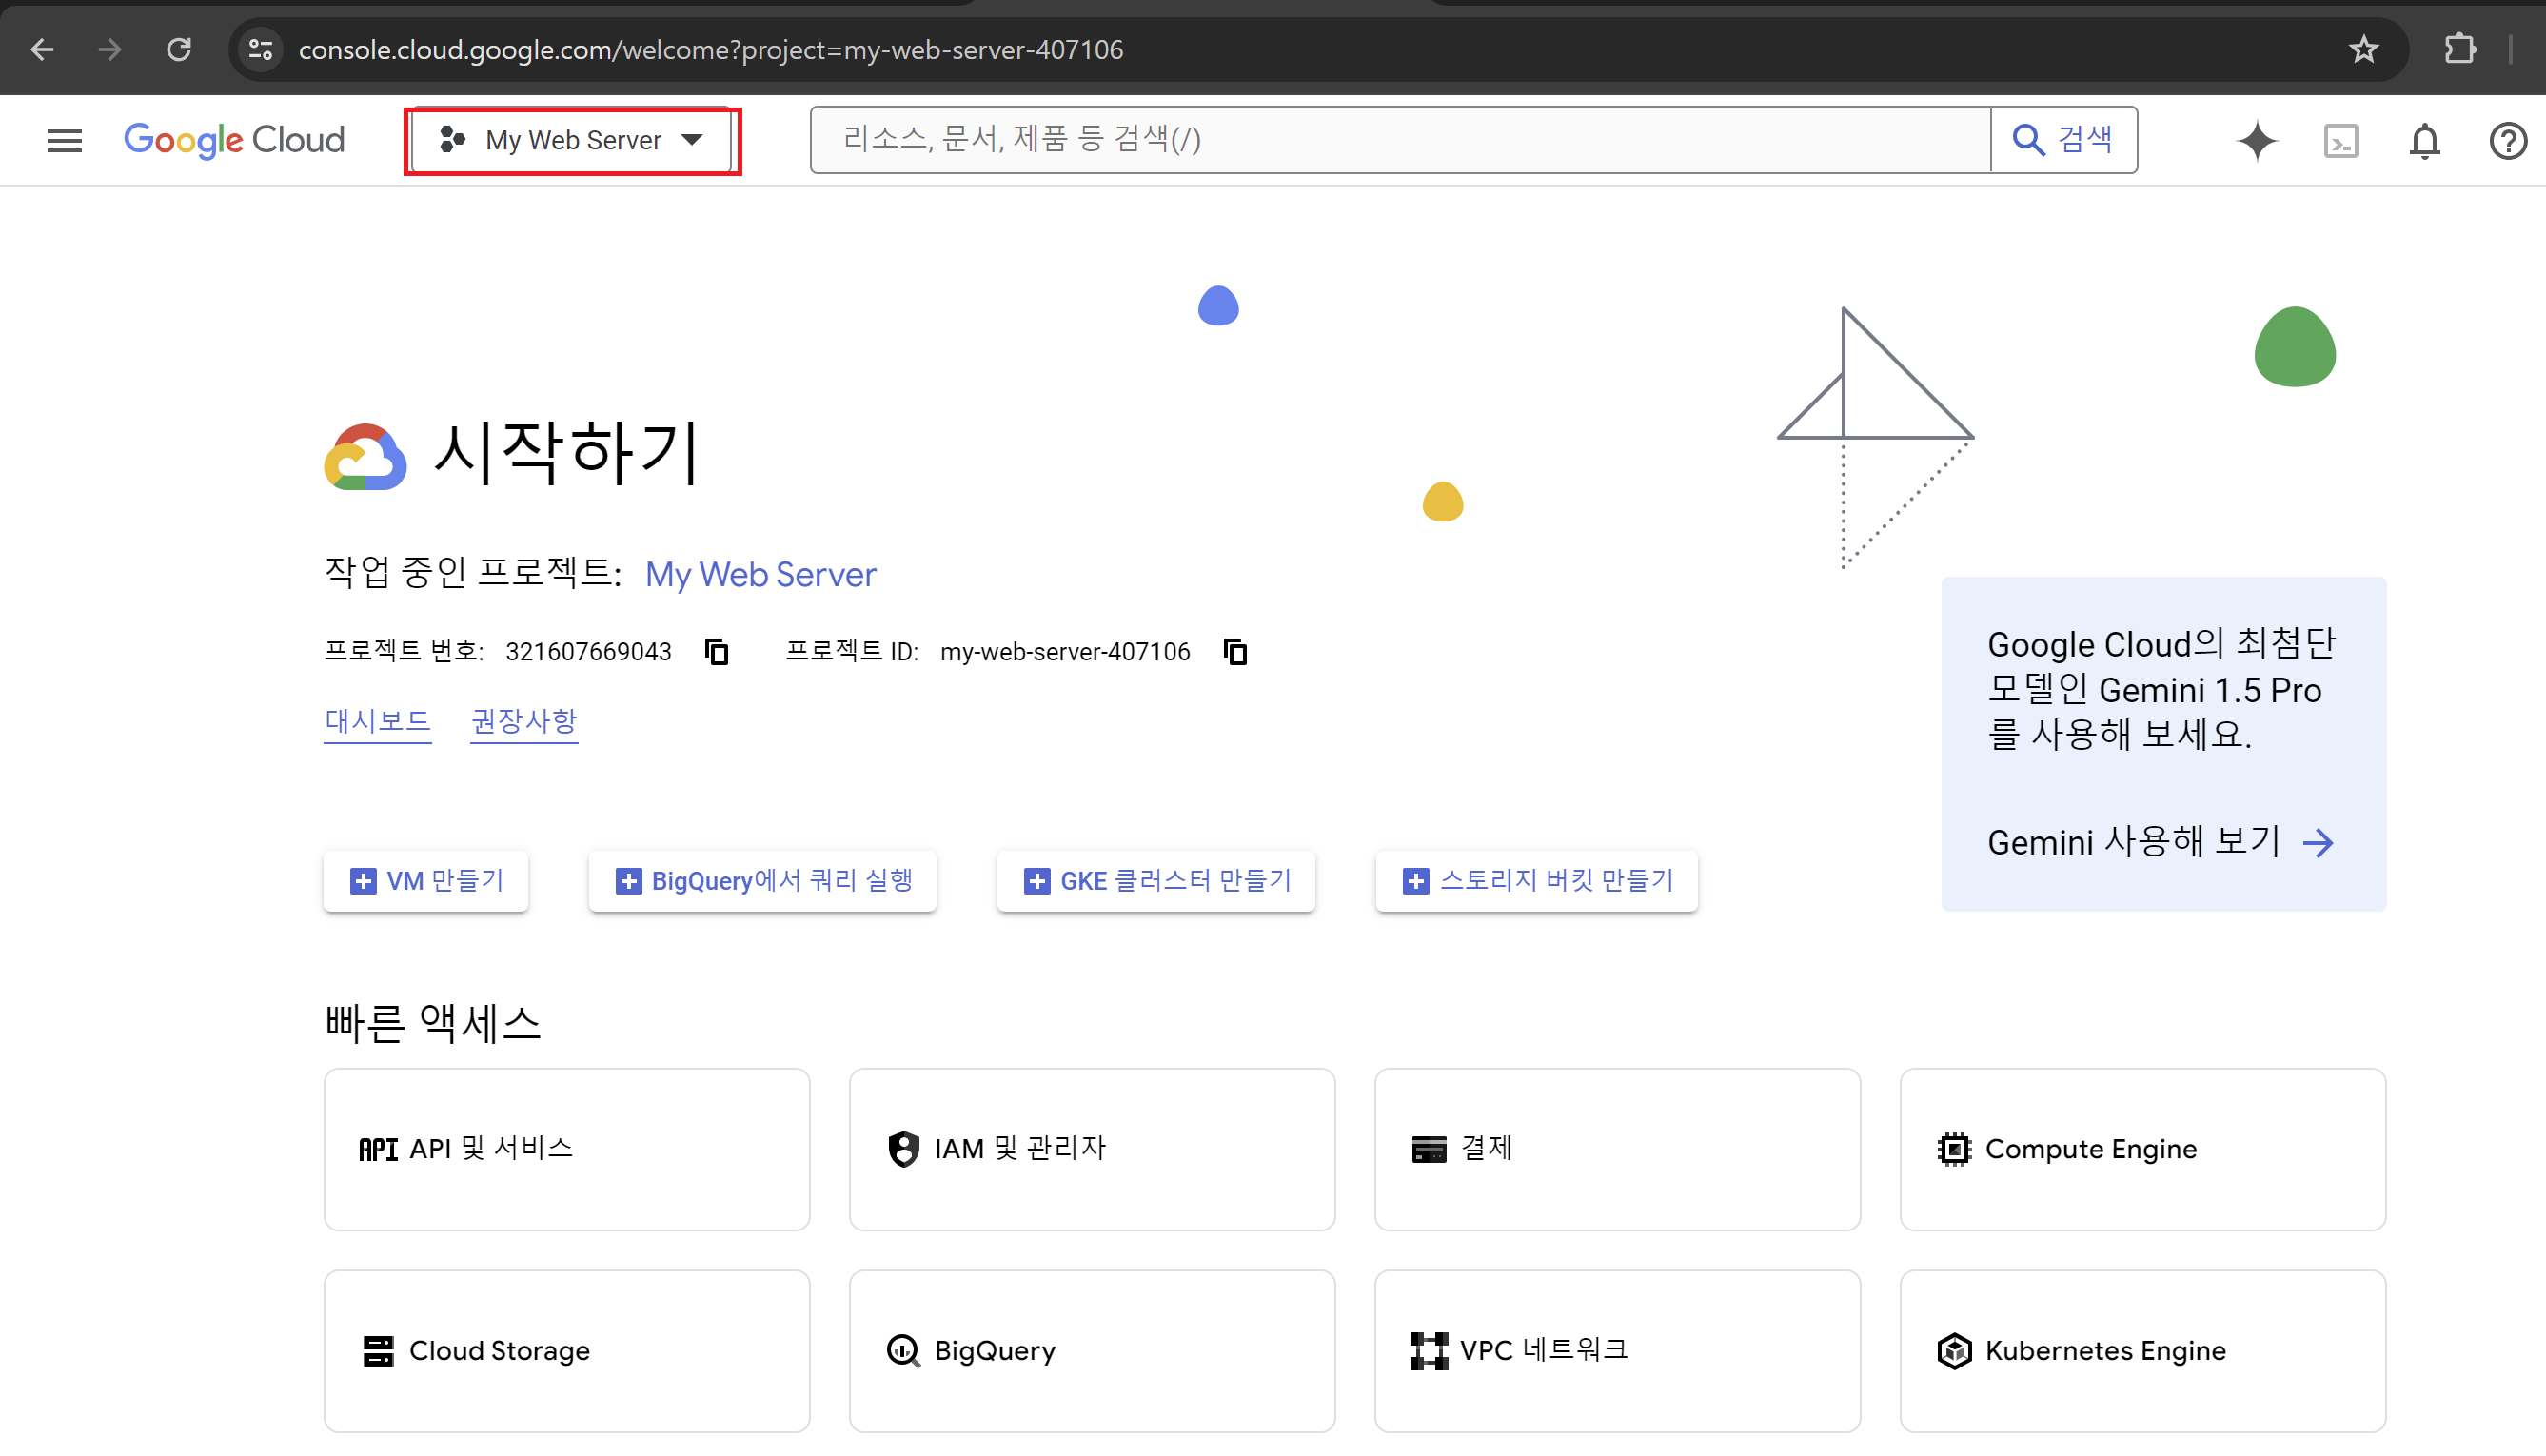 console.cloud.google.com/welcome?project=my-web-server-407106
Google Cloud
My Web Server
리소스, 문서, 제품 등 검색(/)
검색
시작하기
작업 중인 프로젝트: My Web Server
프로젝트 번호: 321607669043 프로젝트 ID: my-web-server-407106
대시보드 권장사항
Google Cloud의 최첨단
모델인 Gemini 1.5 Pro
를 사용해 보세요.
Gemini 사용해 보기
VM 만들기
BigQuery에서 쿼리 실행
GKE 클러스터 만들기
스토리지 버킷 만들기
빠른 액세스
API API 및 서비스
IAM 및 관리자
결제
Compute Engine
Cloud Storage
BigQuery
VPC 네트워크
Kubernetes Engine